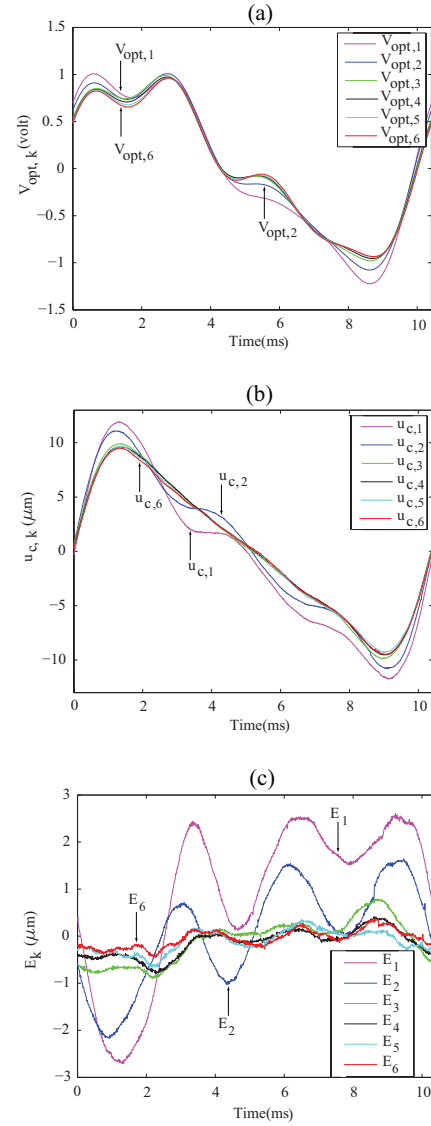 (a)
V_opt, k (volt)
1.5
1
0.5
0
−0.5
−1
−1.5
V_opt,1
V_opt,6
V_opt,2
V_opt,1
V_opt,2
V_opt,3
V_opt,4
V_opt,5
V_opt,6
0 2 4 6 8 10
Time(ms)
(b)
u_c, k (μm)
10
5
0
−5
−10
u_c,6
u_c,2
u_c,1
u_c,1
u_c,2
u_c,3
u_c,4
u_c,5
u_c,6
0 2 4 6 8 10
Time(ms)
(c)
E_k (μm)
3
2
1
0
−1
−2
−3
E_1
E_6
E_2
E_1
E_2
E_3
E_4
E_5
E_6
0 2 4 6 8 10
Time(ms)